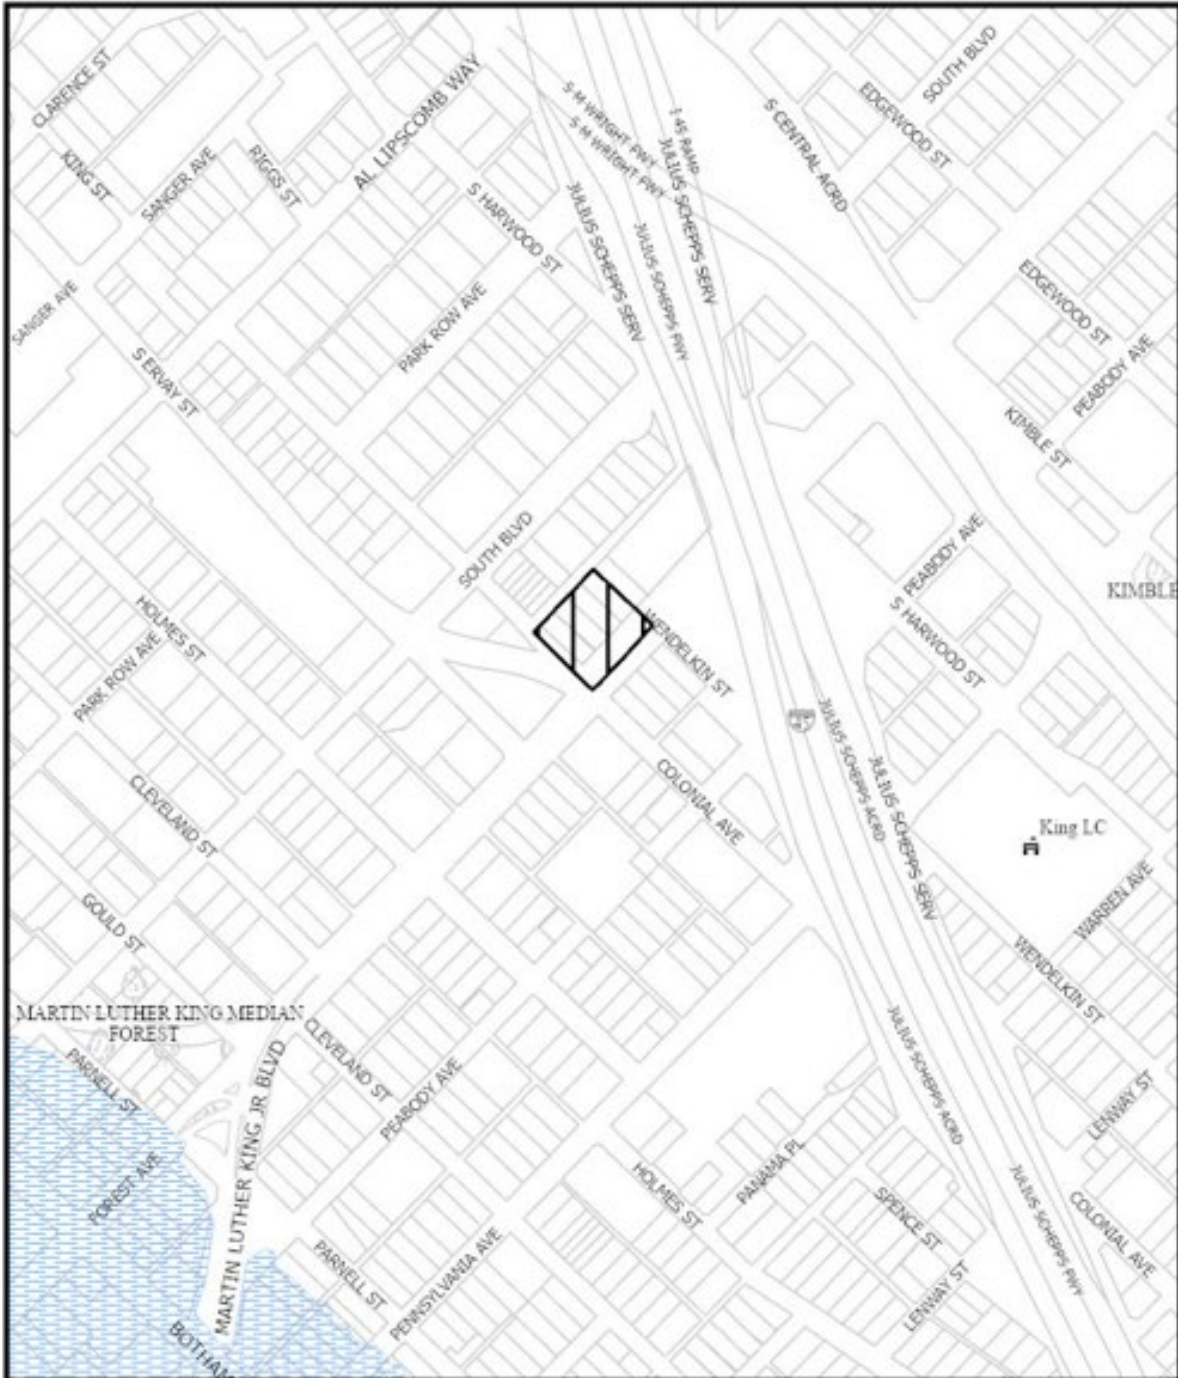 CLARENCE ST
KING ST
SANGER AVE
RIGGS ST
AL LIPSCOMB WAY
S HARWOOD ST
S M WRIGHT FWY
S M WRIGHT FWY
I 45 RAMP
JULIUS SCHEPPS SERV
JULIUS SCHEPPS SERV
JULIUS SCHEPPS FWY
S CENTRAL ACRD
EDGEWOOD ST
SOUTH BLVD
EDGEWOOD ST
PEABODY AVE
KIMBLE ST
SANGER AVE
S ERVAY ST
PARK ROW AVE
SOUTH BLVD
PEABODY AVE
KIMBLE
S HARWOOD ST
WENDELKIN ST
HOLMES ST
PARK ROW AVE
CLEVELAND ST
COLONIAL AVE
JULIUS SCHEPPS ACRD
JULIUS SCHEPPS SERV
King LC
WARREN AVE
WENDELKIN ST
GOULD ST
MARTIN LUTHER KING MEDIAN
FOREST
PARNELL ST
CLEVELAND ST
PEABODY AVE
JULIUS SCHEPPS ACRD
LENWAY ST
FOREST AVE
MARTIN LUTHER KING JR BLVD
HOLMES ST
PANAMA PL
SPENCE ST
JULIUS SCHEPPS FWY
COLONIAL AVE
PARNELL ST
PENNSYLVANIA AVE
LENWAY ST
BOTHAM